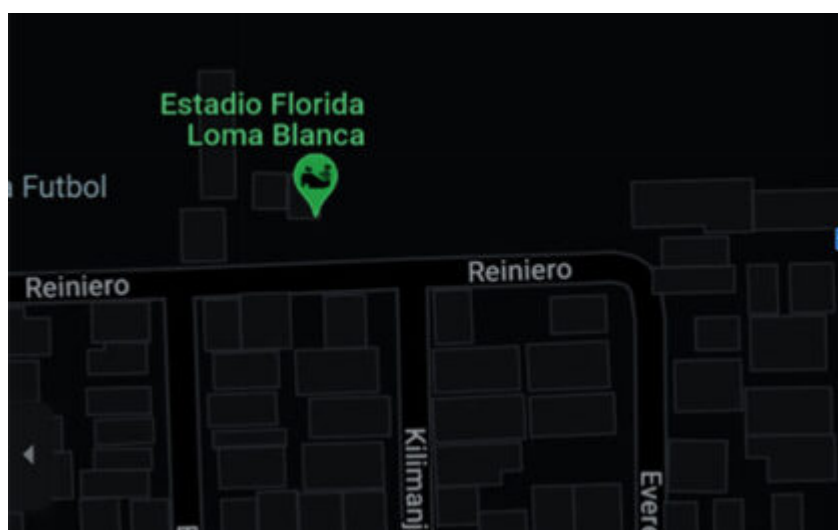 Estadio Florida
Loma Blanca
Futbol
Reiniero
Reiniero
Kilimanj
Ever